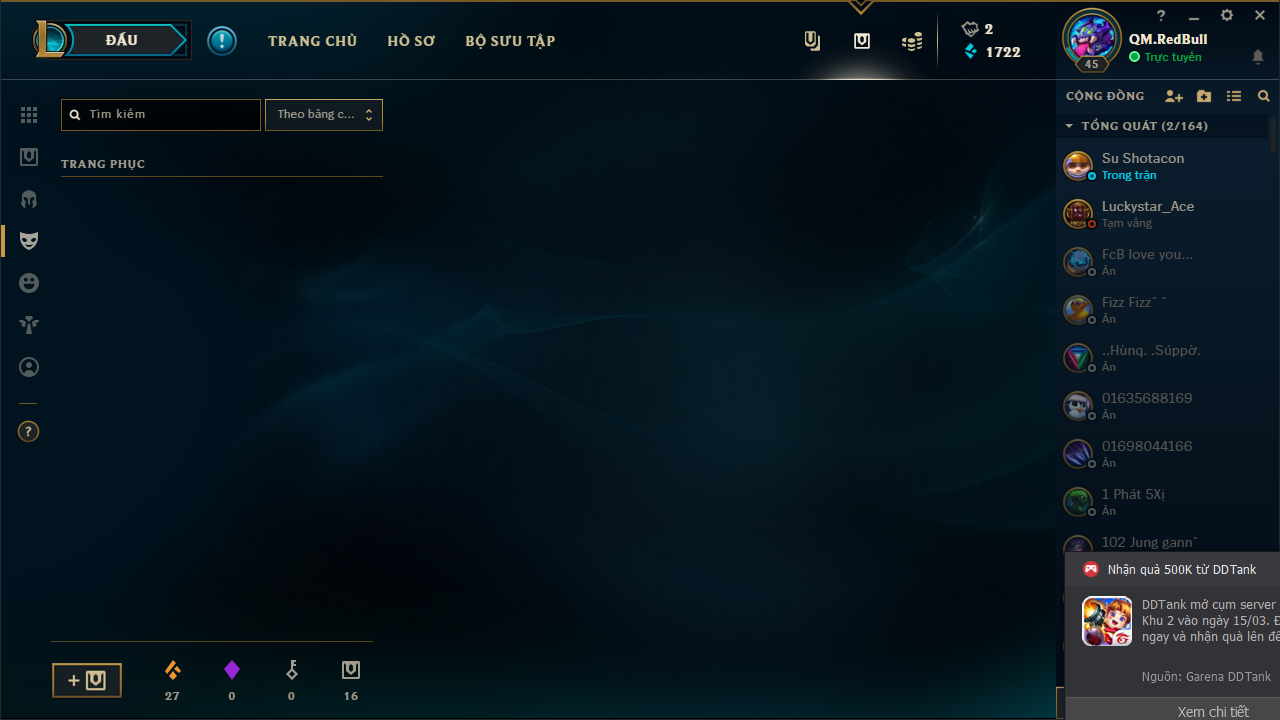 ĐẤU
TRANG CHỦ
HỒ SƠ
BỘ SƯU TẬP
2
1722
?
45
QM.RedBull
Trực tuyến
Tìm kiếm
Theo bảng c...
TRANG PHỤC
?
27
0
0
16
CỘNG ĐỒNG
TỔNG QUÁT (2/164)
Su Shotacon
Trong trận
Luckystar_Ace
Tạm vắng
FcB love you...
Ẩn
Fizz Fizzˆ ˆ
Ẩn
..Hùnq. .Súppờ.
Ẩn
01635688169
Ẩn
01698044166
Ẩn
1 Phát 5Xị
Ẩn
102 Jung gannˆ
Nhận quà 500K từ DDTank
DDTank mở cụm server
Khu 2 vào ngày 15/03. Đ
ngay và nhận quà lên đế
Nguồn: Garena DDTank
Xem chi tiết